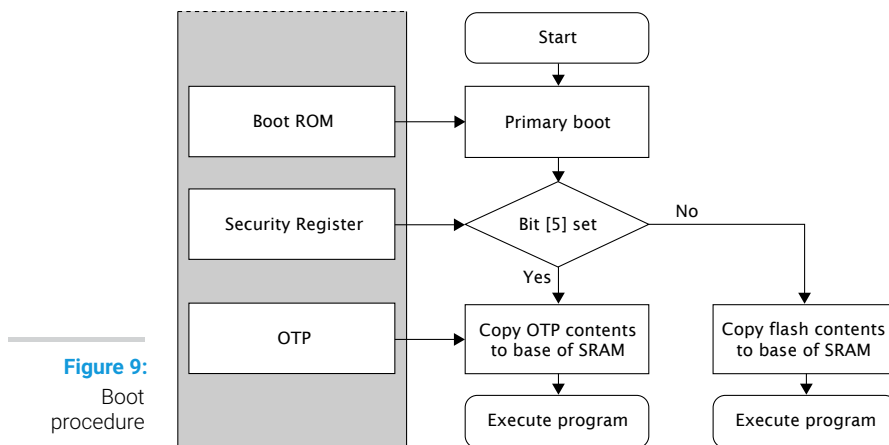 Start
Boot ROM
Primary boot
Security Register
Bit [5] set
No
Yes
OTP
Copy OTP contents
to base of SRAM
Copy flash contents
to base of SRAM
Execute program
Execute program
Figure 9:
Boot
procedure